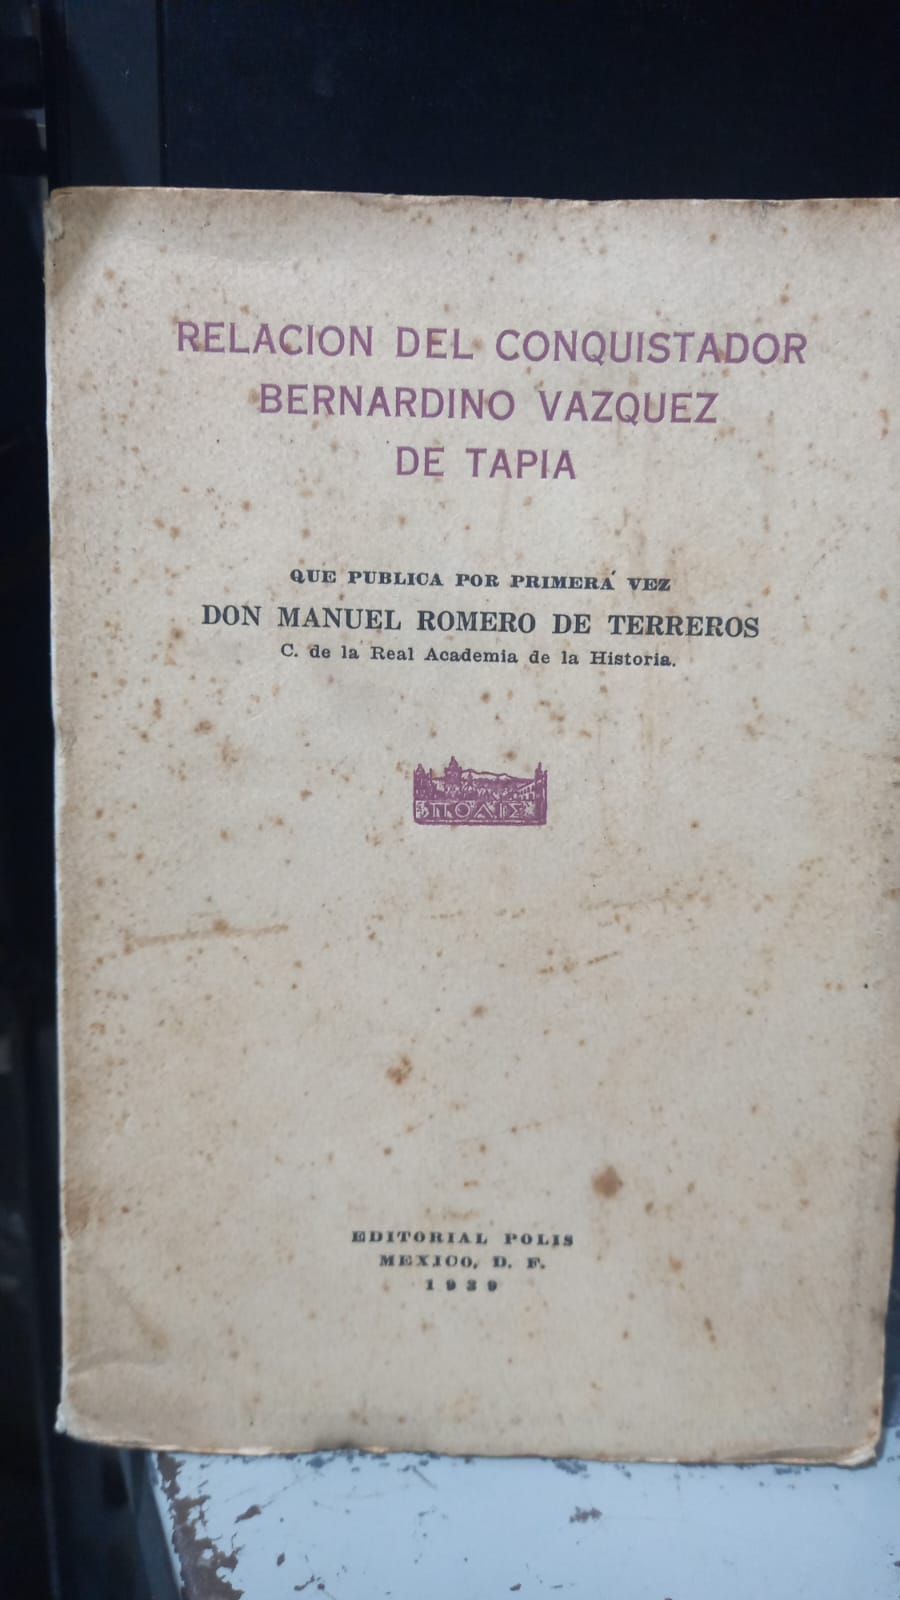 RELACION DEL CONQUISTADOR
BERNARDINO VAZQUEZ
DE TAPIA
QUE PUBLICA POR PRIMERA VEZ
DON MANUEL ROMERO DE TERREROS
C. de la Real Academia de la Historia.
ΠΟΛΙΣ
EDITORIAL POLIS
MEXICO, D. F.
1939